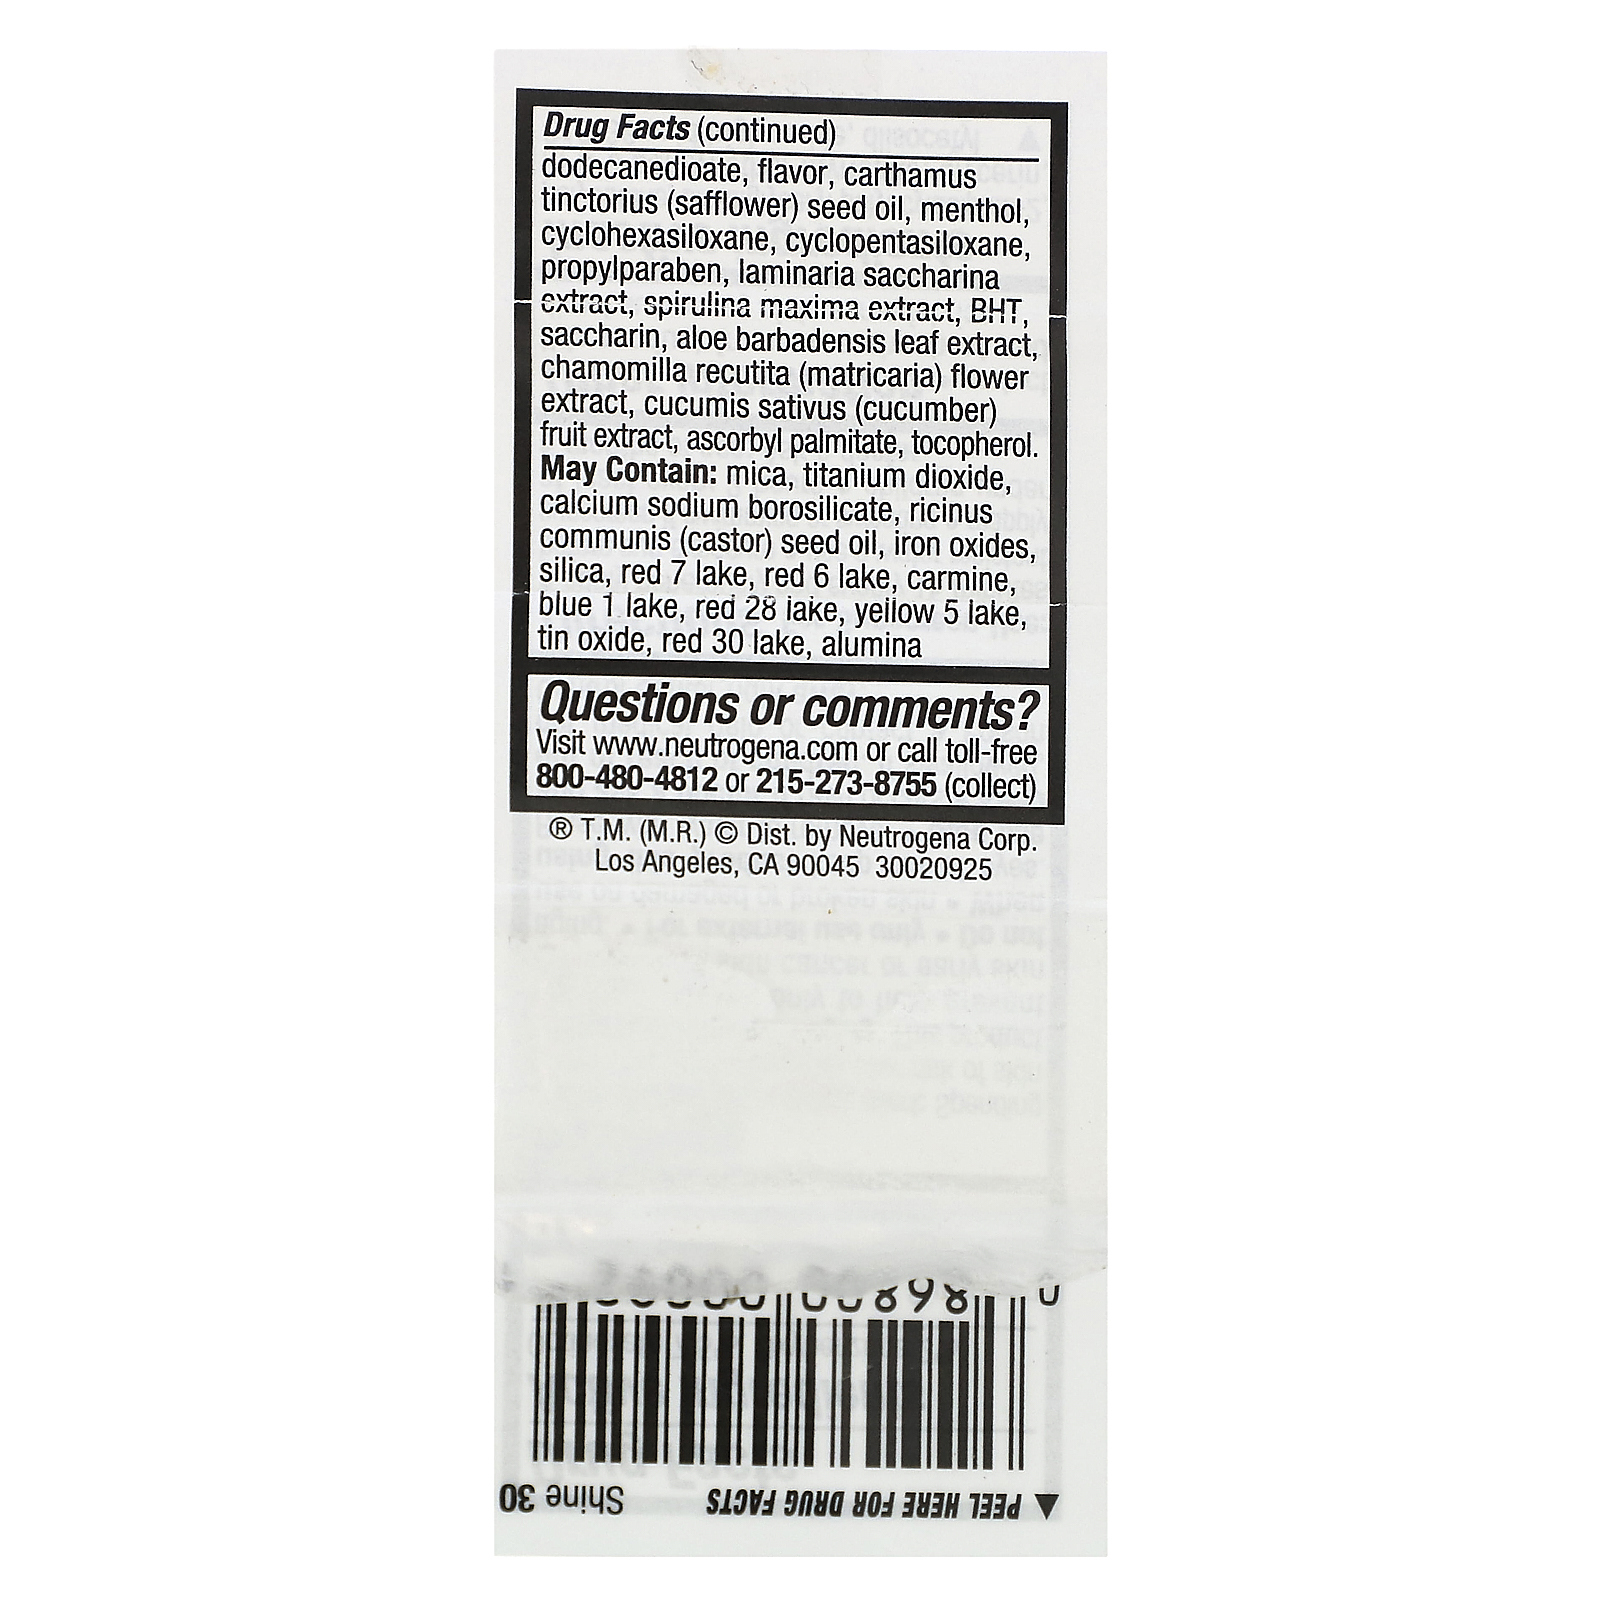 Drug Facts (continued)
dodecanedioate, flavor, carthamus
tinctorius (safflower) seed oil, menthol,
cyclohexasiloxane, cyclopentasiloxane,
propylparaben, laminaria saccharina
extract, spirulina maxima extract, BHT,
saccharin, aloe barbadensis leaf extract,
chamomilla recutita (matricaria) flower
extract, cucumis sativus (cucumber)
fruit extract, ascorbyl palmitate, tocopherol.
May Contain: mica, titanium dioxide,
calcium sodium borosilicate, ricinus
communis (castor) seed oil, iron oxides,
silica, red 7 lake, red 6 lake, carmine,
blue 1 lake, red 28 lake, yellow 5 lake,
tin oxide, red 30 lake, alumina
Questions or comments?
Visit www.neutrogena.com or call toll-free
800-480-4812 or 215-273-8755 (collect)
® T.M. (M.R.) © Dist. by Neutrogena Corp.
Los Angeles, CA 90045 30020925
▲ PEEL HERE FOR DRUG FACTS
Shine 30